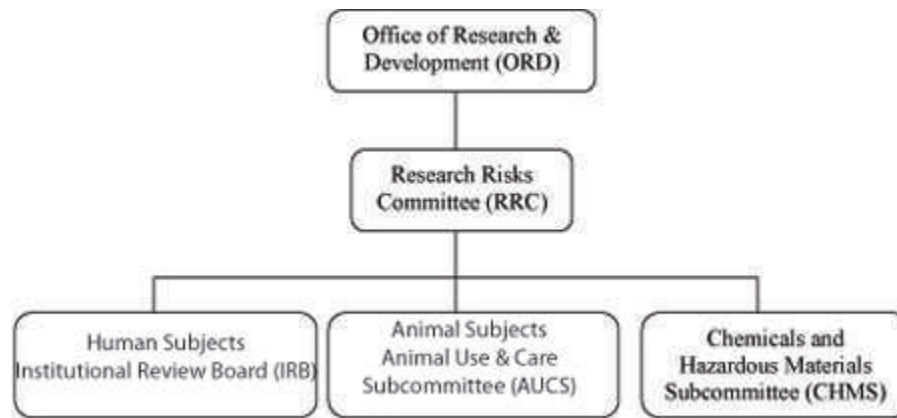 Office of Research &
Development (ORD)
Research Risks
Committee (RRC)
Human Subjects
Institutional Review Board (IRB)
Animal Subjects
Animal Use & Care
Subcommittee (AUCS)
Chemicals and
Hazardous Materials
Subcommittee (CHMS)